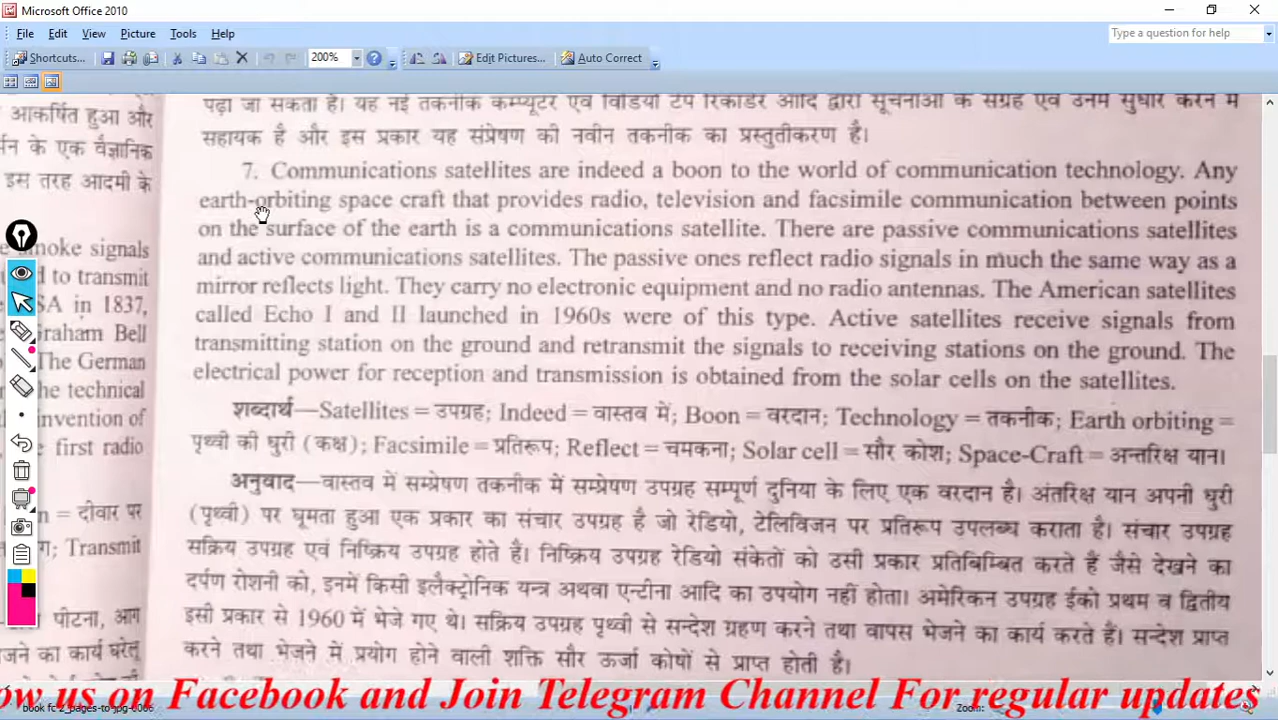 Microsoft Office 2010
File Edit View Picture Tools Help
Type a question for help
Shortcuts... 200% Edit Pictures... Auto Correct
आकर्षित हुआ और
र्सन के एक वैज्ञानिक
इस तरह आदमी के
moke signals
d to transmit
SA in 1837,
raham Bell
The German
he technical
invention of
e first radio
n = दीवार पर
ग; Transmit
पीटना, आग
जने का कार्य घरेलू
पढ़ा जा सकता है। यह नई तकनीक कम्प्यूटर एवं विडियो टेप रिकार्डर आदि द्वारा सूचनाओं के संग्रह एवं उनमें सुधार करने में
सहायक है और इस प्रकार यह संप्रेषण की नवीन तकनीक का प्रस्तुतीकरण है।
7. Communications satellites are indeed a boon to the world of communication technology. Any
earth-orbiting space craft that provides radio, television and facsimile communication between points
on the surface of the earth is a communications satellite. There are passive communications satellites
and active communications satellites. The passive ones reflect radio signals in much the same way as a
mirror reflects light. They carry no electronic equipment and no radio antennas. The American satellites
called Echo I and II launched in 1960s were of this type. Active satellites receive signals from
transmitting station on the ground and retransmit the signals to receiving stations on the ground. The
electrical power for reception and transmission is obtained from the solar cells on the satellites.
शब्दार्थ—Satellites = उपग्रह; Indeed = वास्तव में; Boon = वरदान; Technology = तकनीक; Earth orbiting =
पृथ्वी की धुरी (कक्ष); Facsimile = प्रतिरूप; Reflect = चमकना; Solar cell = सौर कोश; Space-Craft = अन्तरिक्ष यान।
अनुवाद—वास्तव में सम्प्रेषण तकनीक में सम्प्रेषण उपग्रह सम्पूर्ण दुनिया के लिए एक वरदान है। अंतरिक्ष यान अपनी धुरी
(पृथ्वी) पर घूमता हुआ एक प्रकार का संचार उपग्रह है जो रेडियो, टेलिविजन पर प्रतिरूप उपलब्ध कराता है। संचार उपग्रह
सक्रिय उपग्रह एवं निष्क्रिय उपग्रह होते है। निष्क्रिय उपग्रह रेडियो संकेतों को उसी प्रकार प्रतिबिम्बित करते हैं जैसे देखने का
दर्पण रोशनी को, इनमें किसी इलैक्ट्रोनिक यन्त्र अथवा एन्टीना आदि का उपयोग नहीं होता। अमेरिकन उपग्रह ईको प्रथम व द्वितीय
इसी प्रकार से 1960 में भेजे गए थे। सक्रिय उपग्रह पृथ्वी से सन्देश ग्रहण करने तथा वापस भेजने का कार्य करते हैं। सन्देश प्राप्त
करने तथा भेजने में प्रयोग होने वाली शक्ति सौर ऊर्जा कोषों से प्राप्त होती है।
ow us on Facebook and Join Telegram Channel For regular updates
book fc 2_pages-to-jpg-0066 Zoom: